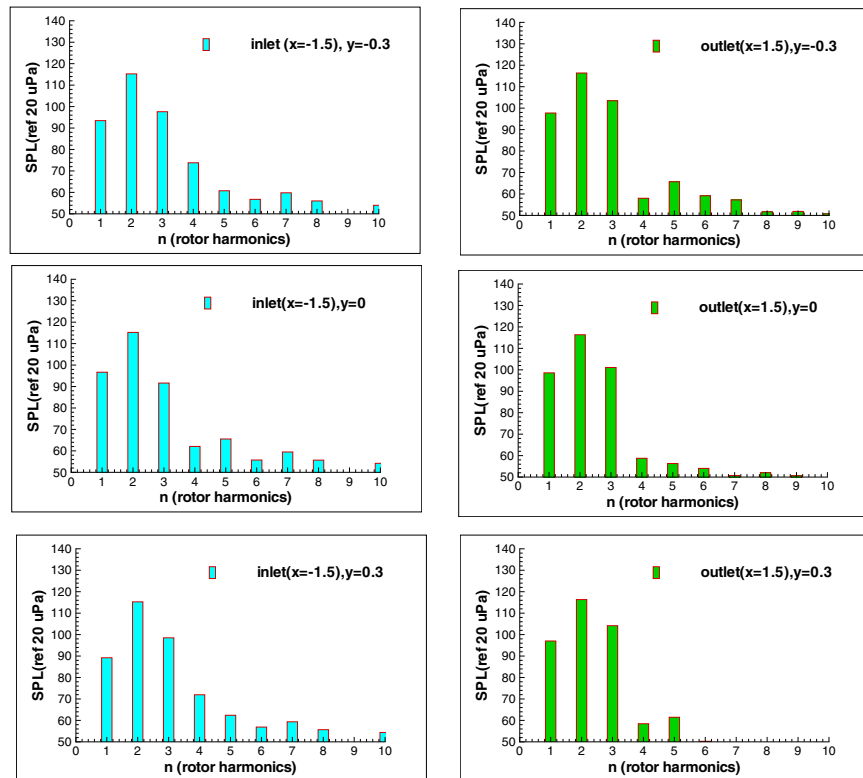 inlet (x=-1.5), y=-0.3
SPL(ref 20 uPa)
140
130
120
110
100
90
80
70
60
50
0 1 2 3 4 5 6 7 8 9 10
n (rotor harmonics)
outlet(x=1.5),y=-0.3
SPL(ref 20 uPa)
140
130
120
110
100
90
80
70
60
50
0 1 2 3 4 5 6 7 8 9 10
n (rotor harmonics)
inlet(x=-1.5),y=0
SPL(ref 20 uPa)
140
130
120
110
100
90
80
70
60
50
0 1 2 3 4 5 6 7 8 9 10
n (rotor harmonics)
outlet(x=1.5),y=0
SPL(ref 20 uPa)
140
130
120
110
100
90
80
70
60
50
0 1 2 3 4 5 6 7 8 9 10
n (rotor harmonics)
inlet(x=-1.5),y=0.3
SPL(ref 20 uPa)
140
130
120
110
100
90
80
70
60
50
0 1 2 3 4 5 6 7 8 9 10
n (rotor harmonics)
outlet(x=1.5),y=0.3
SPL(ref 20 uPa)
140
130
120
110
100
90
80
70
60
50
0 1 2 3 4 5 6 7 8 9 10
n (rotor harmonics)